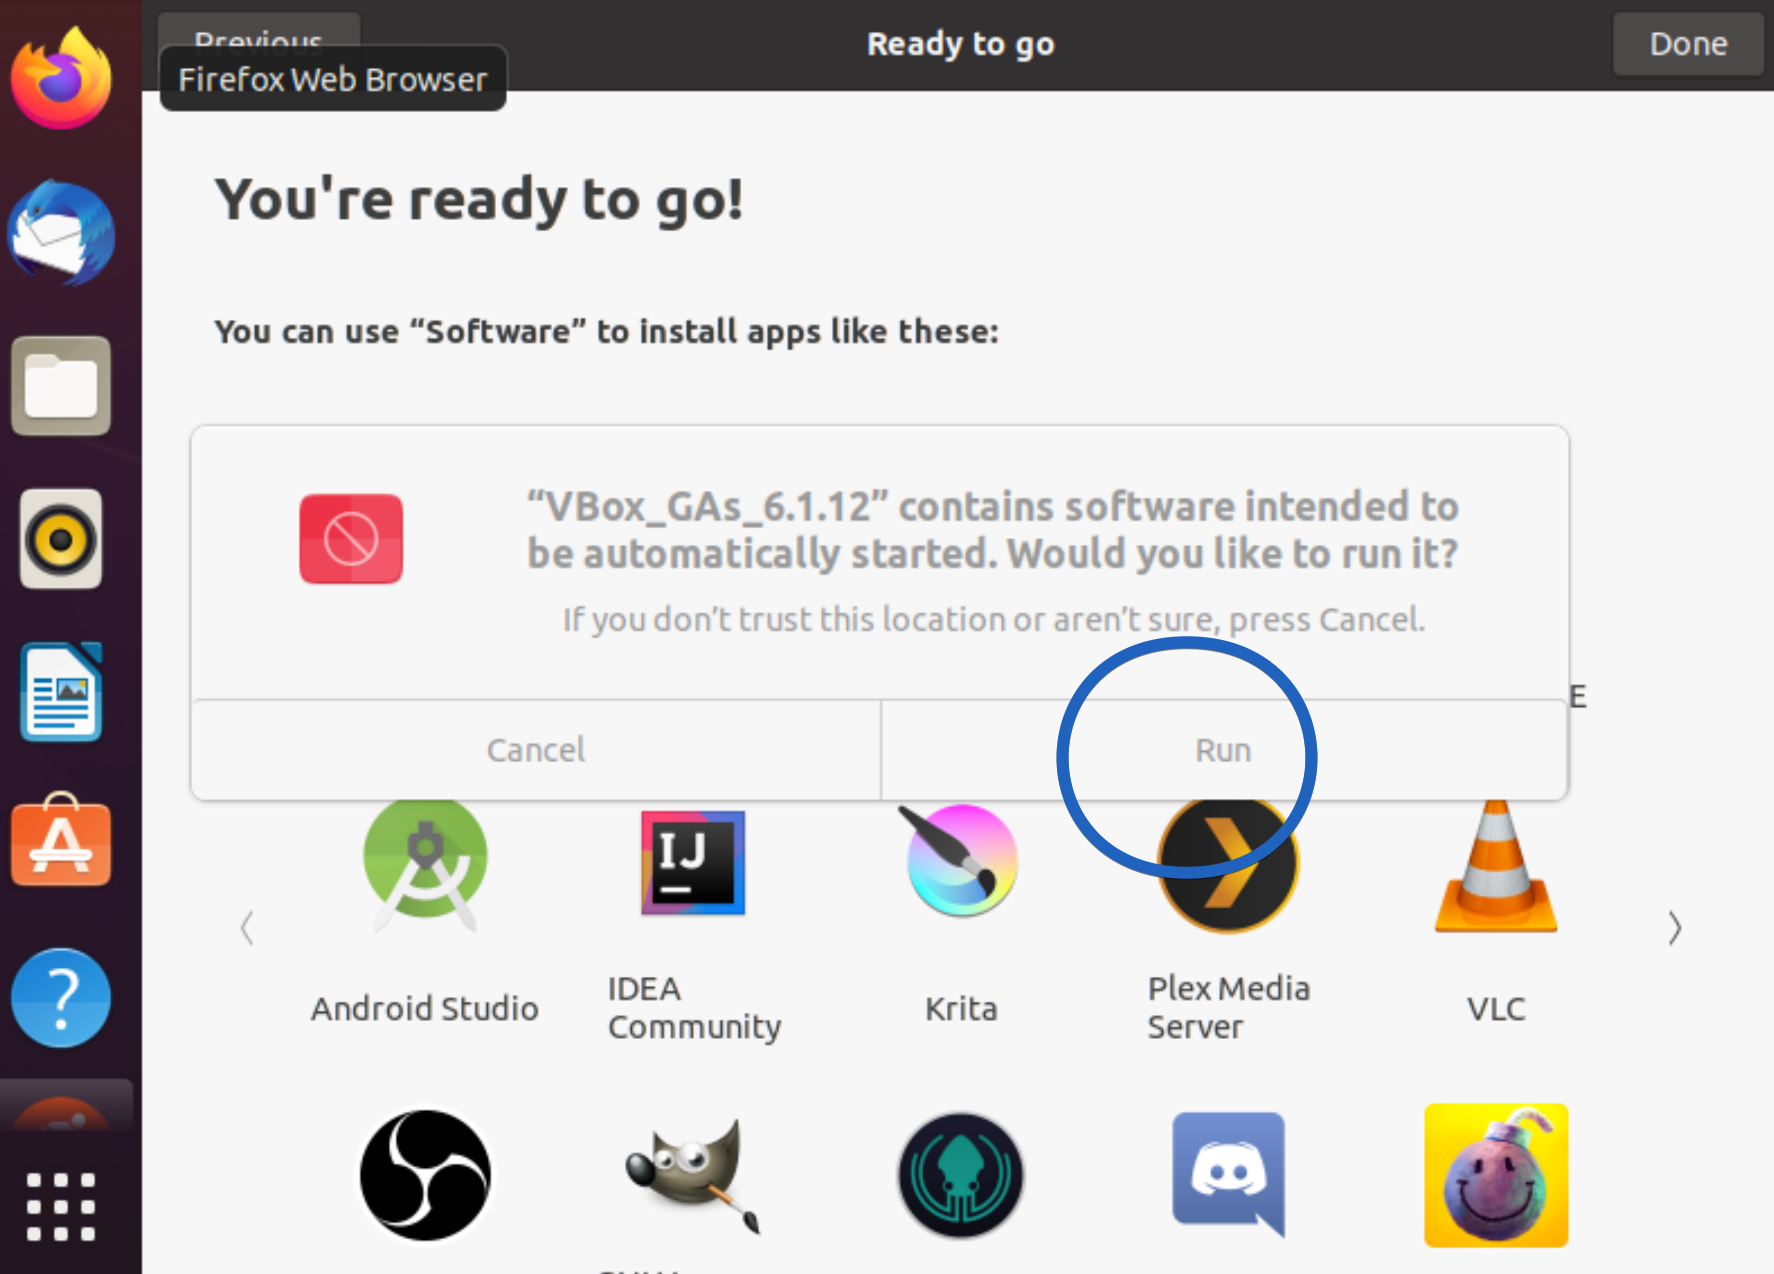 Previous
Ready to go
Done
Firefox Web Browser
You're ready to go!
You can use “Software” to install apps like these:
“VBox_GAs_6.1.12” contains software intended to
be automatically started. Would you like to run it?
If you don’t trust this location or aren’t sure, press Cancel.
E
Cancel
Run
IJ
Android Studio
IDEA
Community
Krita
Plex Media
Server
VLC